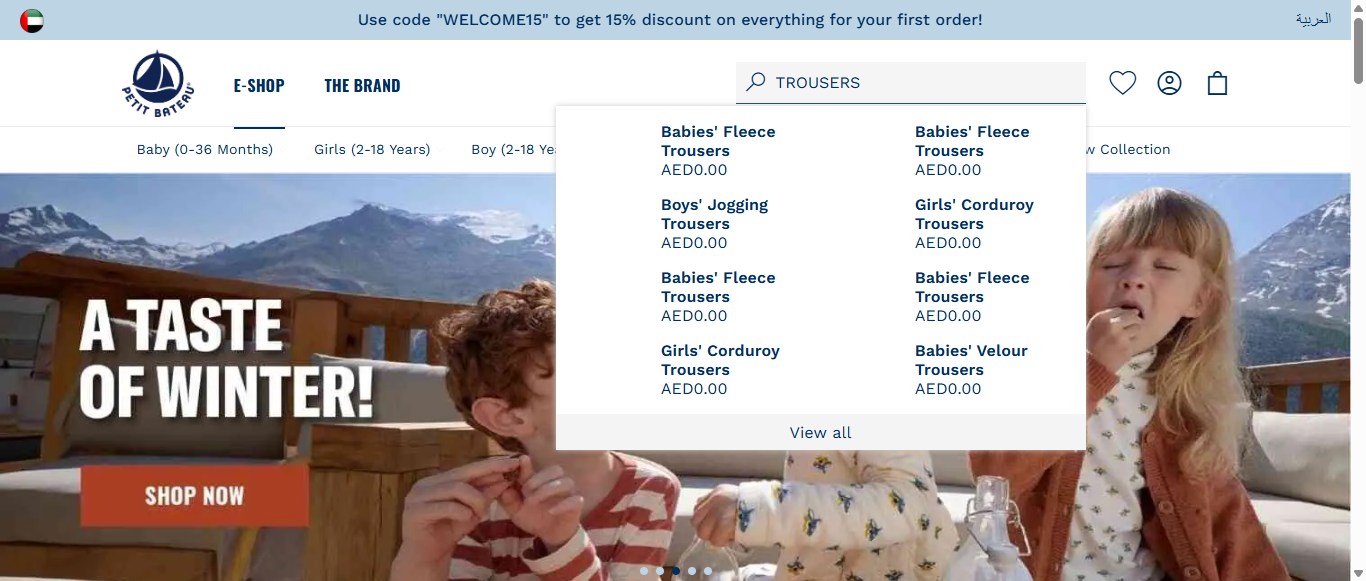 Use code "WELCOME15" to get 15% discount on everything for your first order!
العربية
PETIT BATEAU
E-SHOP
THE BRAND
TROUSERS
Baby (0-36 Months)
Girls (2-18 Years)
Boy (2-18 Ye
Collection
Babies' Fleece
Trousers
AED0.00
Babies' Fleece
Trousers
AED0.00
Boys' Jogging
Trousers
AED0.00
Girls' Corduroy
Trousers
AED0.00
Babies' Fleece
Trousers
AED0.00
Babies' Fleece
Trousers
AED0.00
Girls' Corduroy
Trousers
AED0.00
Babies' Velour
Trousers
AED0.00
View all
A TASTE
OF WINTER!
SHOP NOW